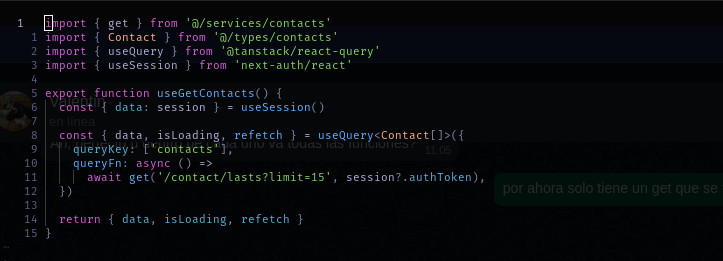 1 import { get } from '@/services/contacts'
1 import { Contact } from '@/types/contacts'
2 import { useQuery } from '@tanstack/react-query'
3 import { useSession } from 'next-auth/react'
4
5 export function useGetContacts() {
6 const { data: session } = useSession()
7
8 const { data, isLoading, refetch } = useQuery<Contact[]>({
9 queryKey: ['contacts'],
10 queryFn: async () =>
11 await get('/contact/lasts?limit=15', session?.authToken),
12 })
13
14 return { data, isLoading, refetch }
15 }
Valentin
en línea
cada uno va todas las funciones?
11:05
por ahora solo tiene un get que se